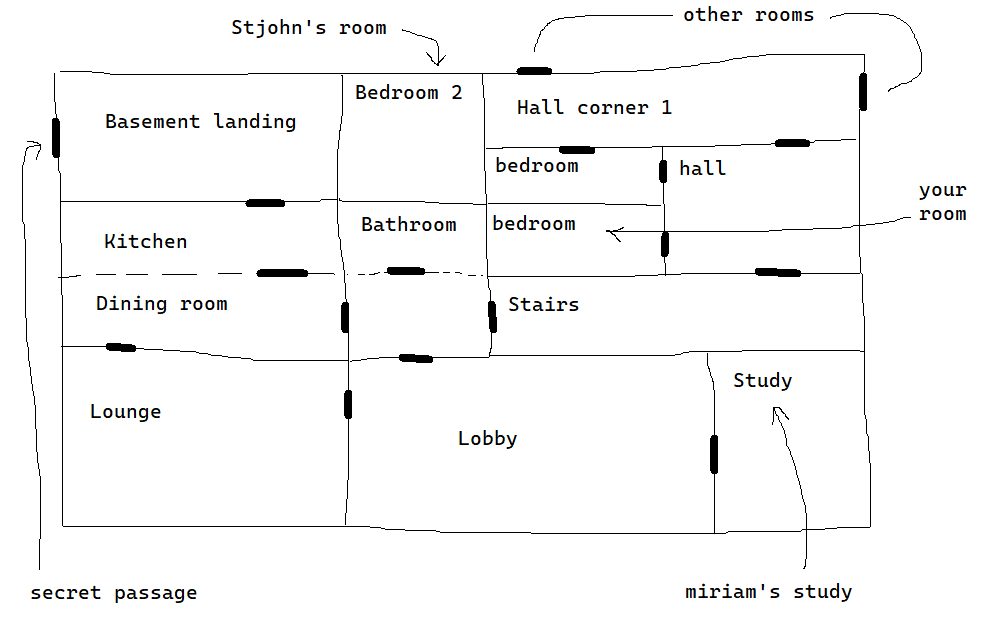 other rooms
Stjohn's room
Bedroom 2
Hall corner 1
Basement landing
bedroom
hall
your
room
Bathroom
bedroom
Kitchen
Dining room
Stairs
Study
Lounge
Lobby
secret passage
miriam's study